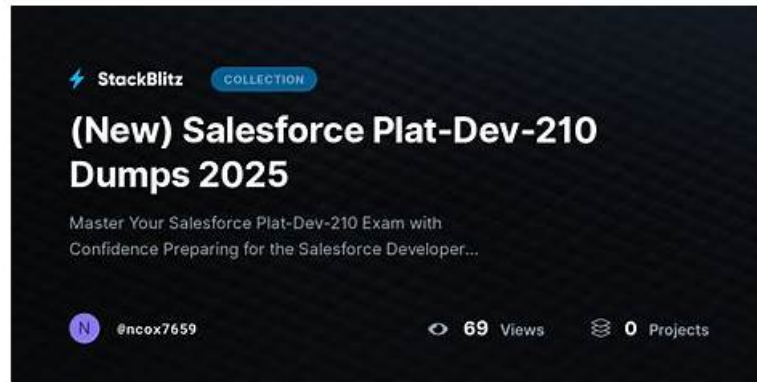 StackBlitz COLLECTION
(New) Salesforce Plat-Dev-210
Dumps 2025
Master Your Salesforce Plat-Dev-210 Exam with
Confidence Preparing for the Salesforce Developer...
N @ncox7659 69 Views 0 Projects